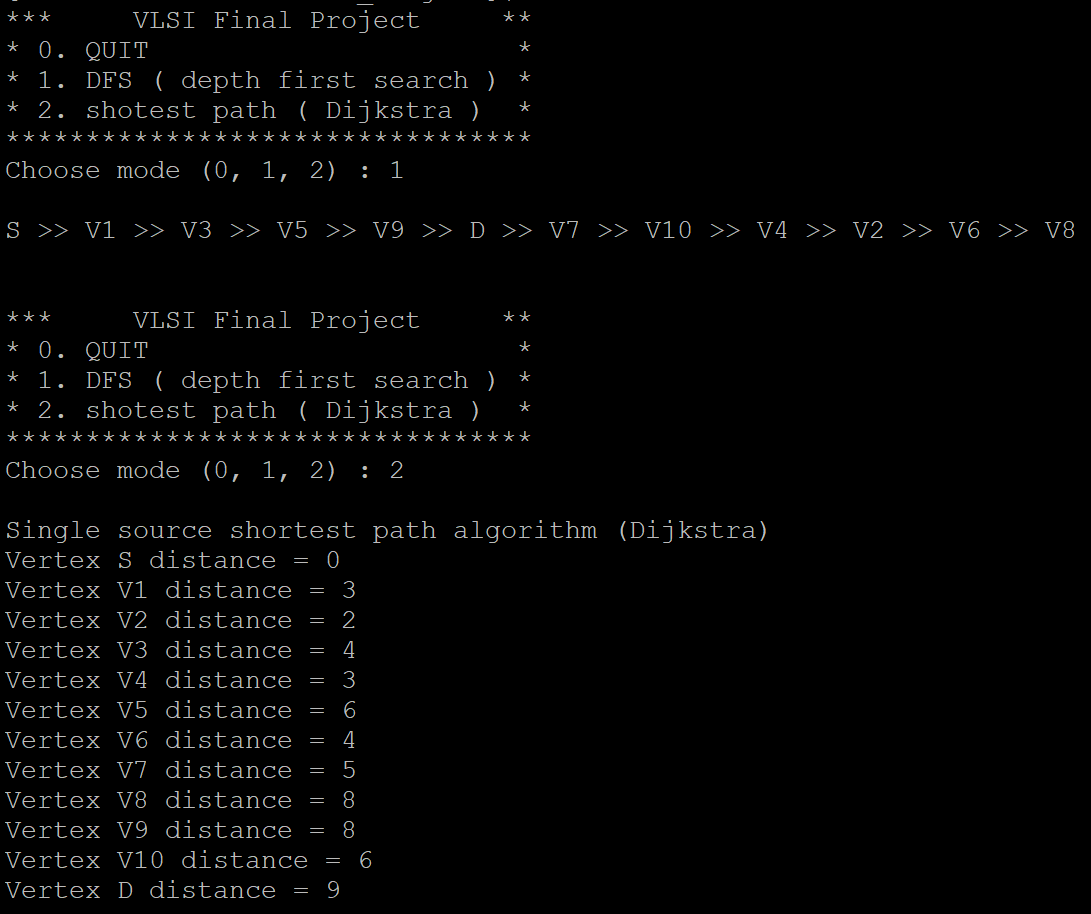 ***     VLSI Final Project     **
* 0. QUIT                       *
* 1. DFS ( depth first search ) *
* 2. shotest path ( Dijkstra )  *
*********************************
Choose mode (0, 1, 2) : 1
S >> V1 >> V3 >> V5 >> V9 >> D >> V7 >> V10 >> V4 >> V2 >> V6 >> V8
***     VLSI Final Project     **
* 0. QUIT                       *
* 1. DFS ( depth first search ) *
* 2. shotest path ( Dijkstra )  *
*********************************
Choose mode (0, 1, 2) : 2
Single source shortest path algorithm (Dijkstra)
Vertex S distance = 0
Vertex V1 distance = 3
Vertex V2 distance = 2
Vertex V3 distance = 4
Vertex V4 distance = 3
Vertex V5 distance = 6
Vertex V6 distance = 4
Vertex V7 distance = 5
Vertex V8 distance = 8
Vertex V9 distance = 8
Vertex V10 distance = 6
Vertex D distance = 9